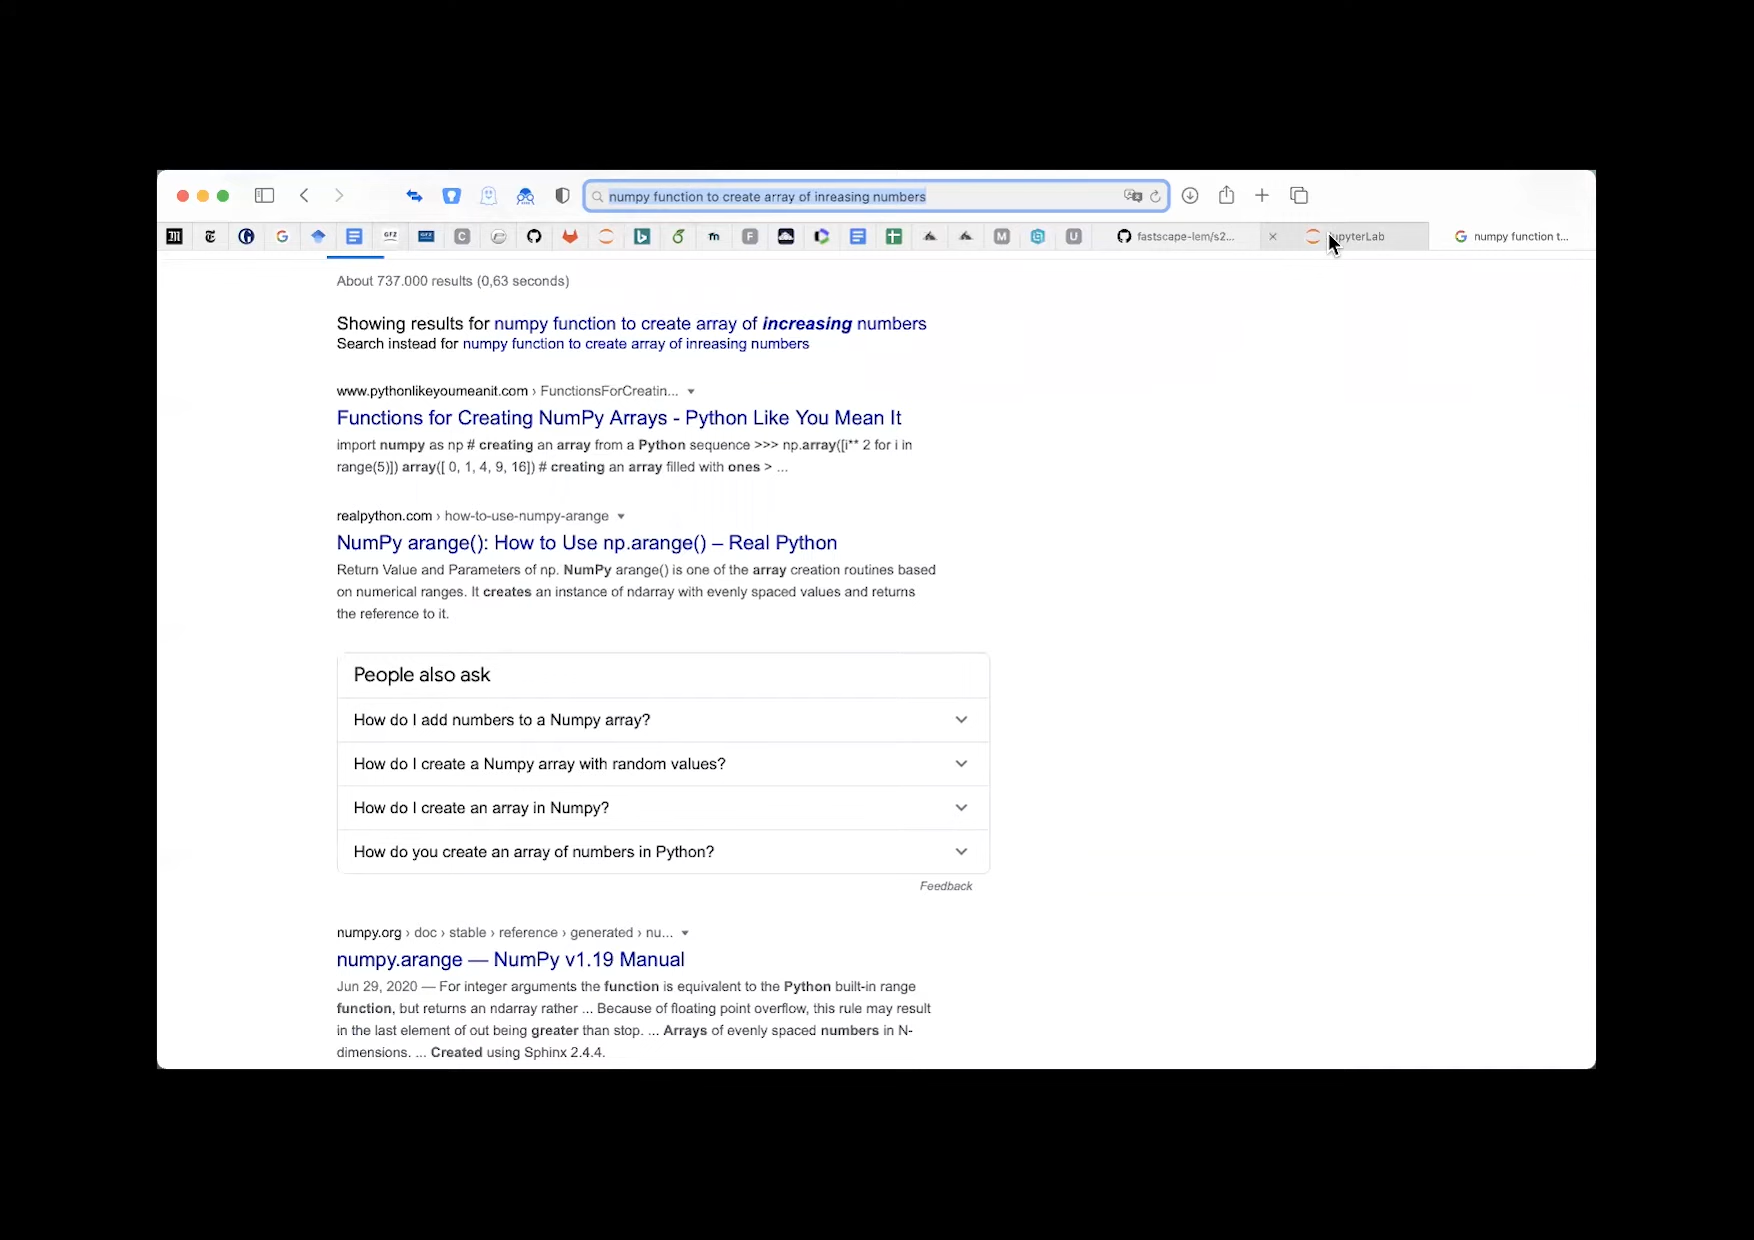 numpy function to create array of inreasing numbers
GFZ
GFZ
C
m
F
M
U
fastscape-lem/s2...
numpy function t...
About 737.000 results (0,63 seconds)
Showing results for numpy function to create array of increasing numbers
Search instead for numpy function to create array of inreasing numbers
www.pythonlikeyoumeanit.com › FunctionsForCreatin...
Functions for Creating NumPy Arrays - Python Like You Mean It
import numpy as np # creating an array from a Python sequence >>> np.array([i** 2 for i in
range(5)]) array([ 0, 1, 4, 9, 16]) # creating an array filled with ones > ...
realpython.com › how-to-use-numpy-arange
NumPy arange(): How to Use np.arange() – Real Python
Return Value and Parameters of np. NumPy arange() is one of the array creation routines based
on numerical ranges. It creates an instance of ndarray with evenly spaced values and returns
the reference to it.
People also ask
How do I add numbers to a Numpy array?
How do I create a Numpy array with random values?
How do I create an array in Numpy?
How do you create an array of numbers in Python?
Feedback
numpy.org › doc › stable › reference › generated › nu...
numpy.arange — NumPy v1.19 Manual
Jun 29, 2020 — For integer arguments the function is equivalent to the Python built-in range
function, but returns an ndarray rather ... Because of floating point overflow, this rule may result
in the last element of out being greater than stop. ... Arrays of evenly spaced numbers in N-
dimensions. ... Created using Sphinx 2.4.4.